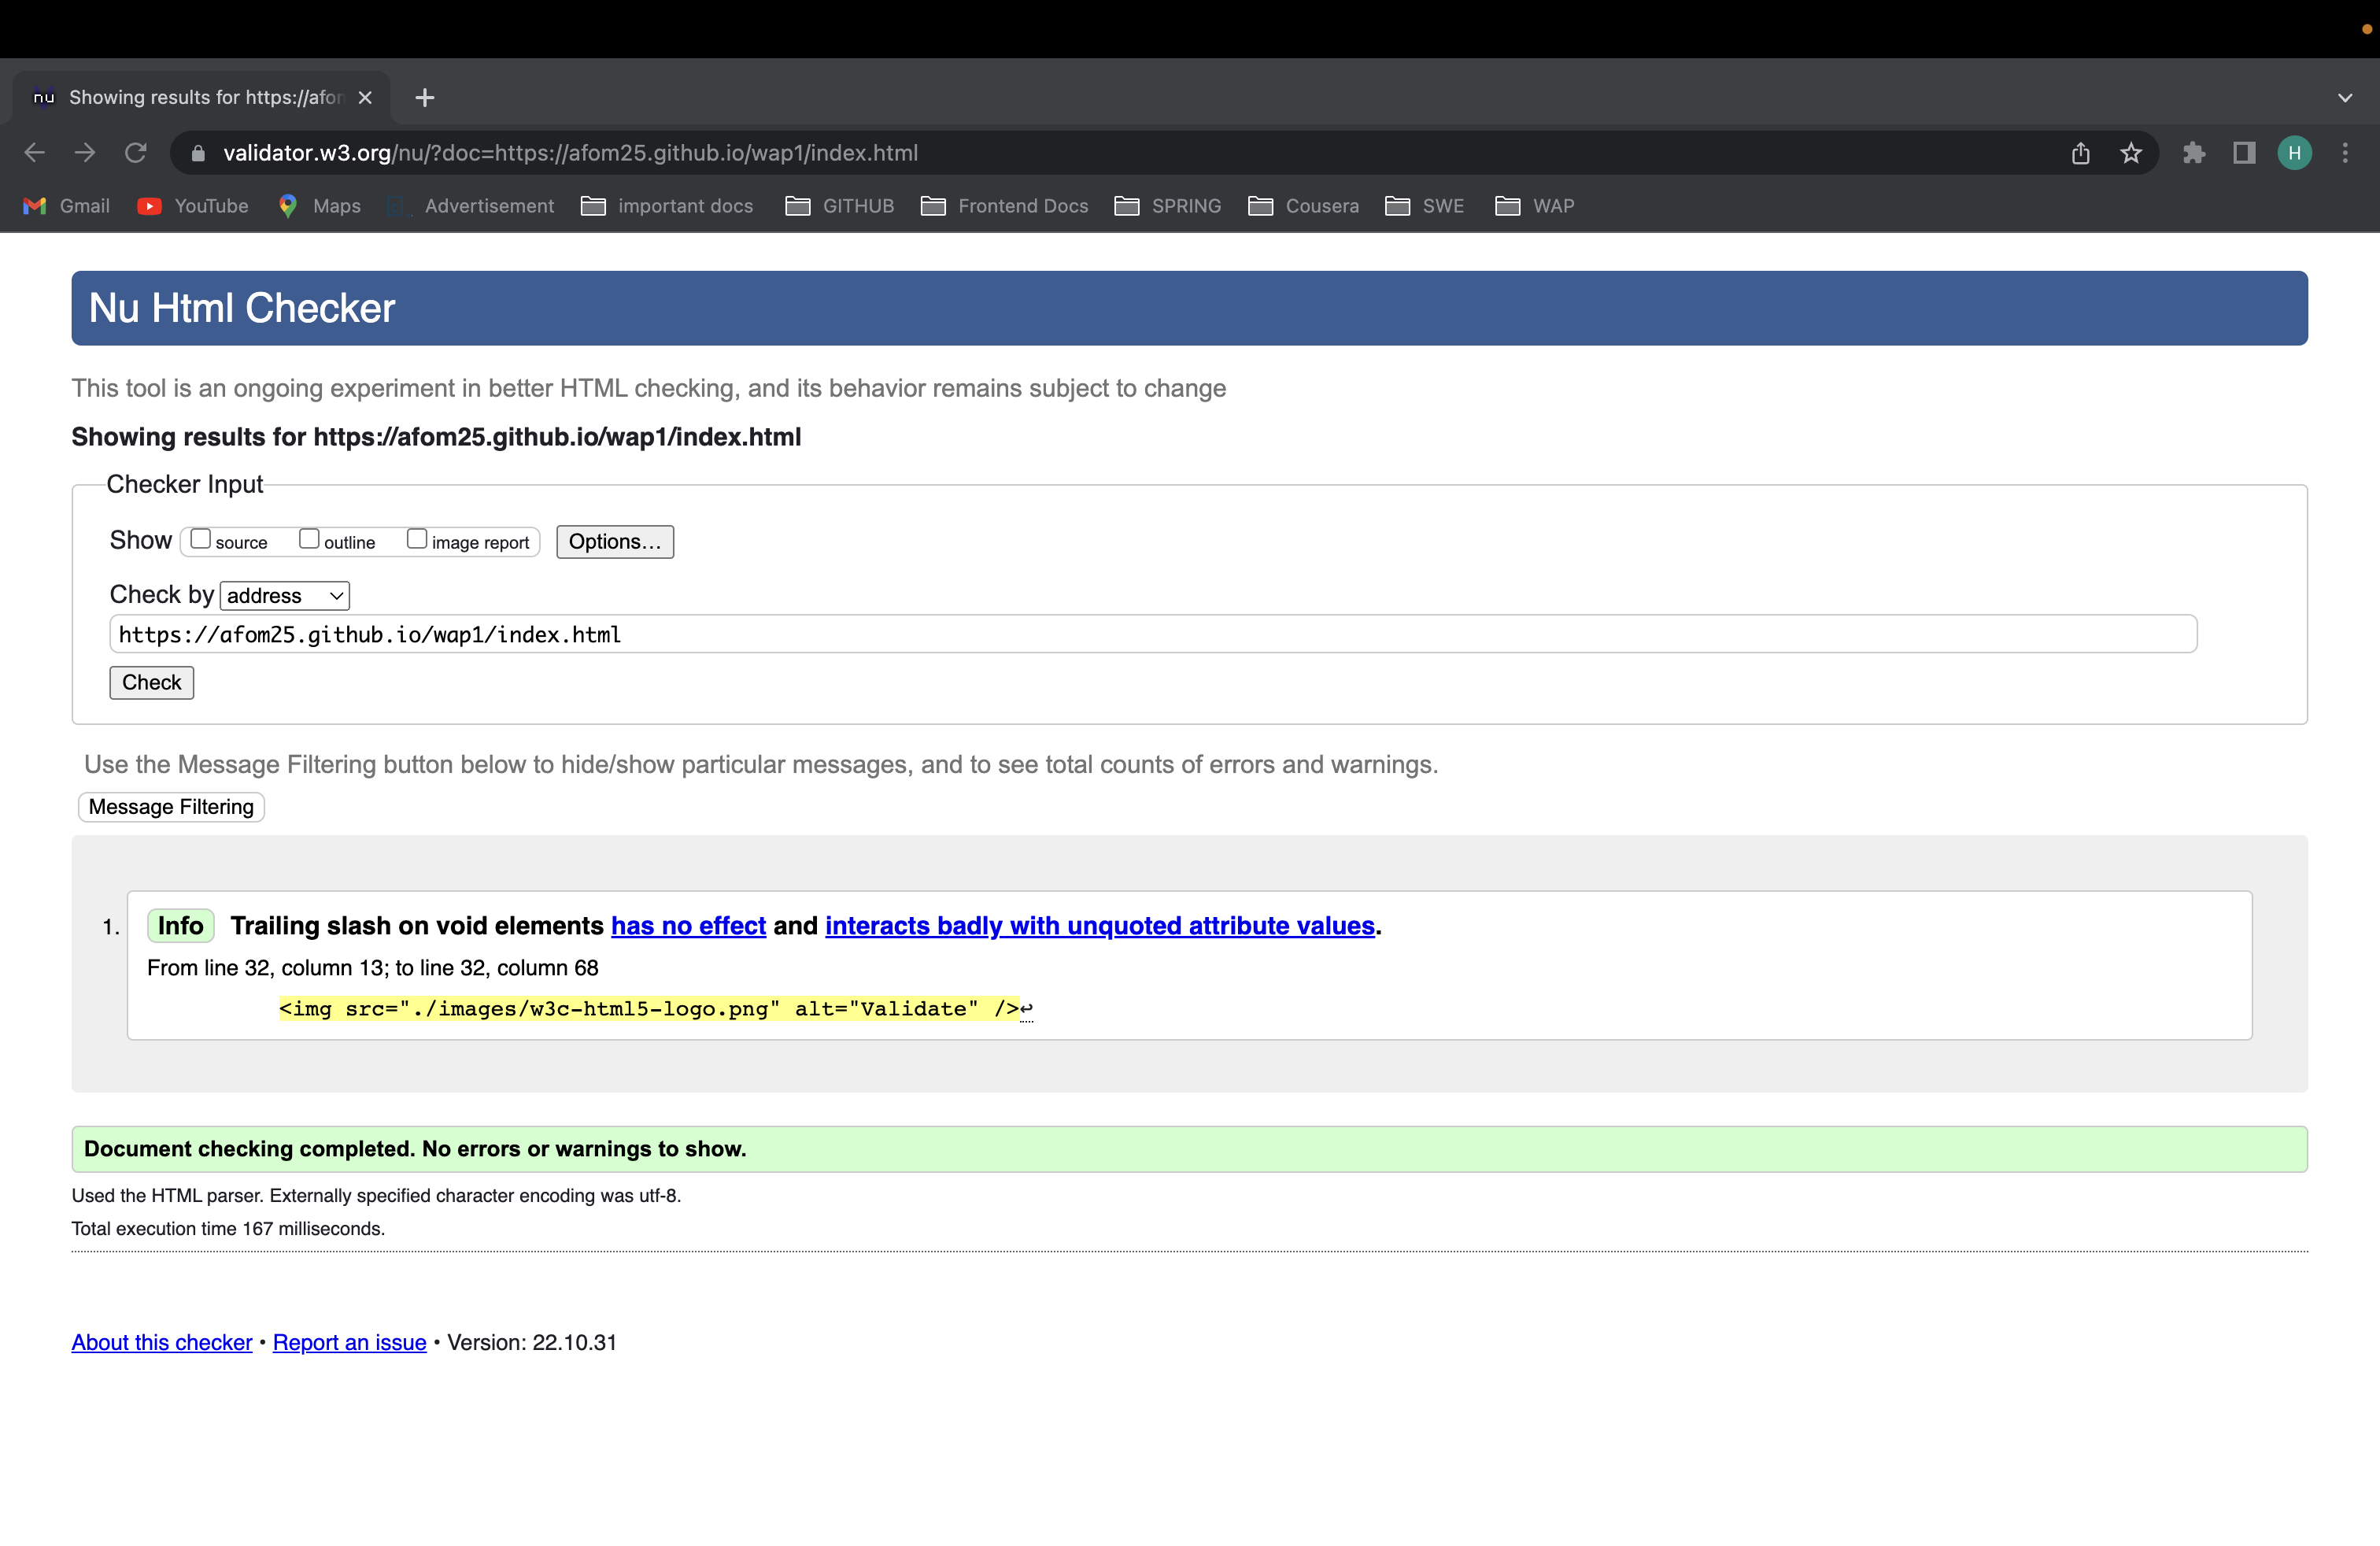 nu Showing results for https://afom
validator.w3.org/nu/?doc=https://afom25.github.io/wap1/index.html H
Gmail YouTube Maps Advertisement important docs GITHUB Frontend Docs SPRING Cousera SWE WAP
Nu Html Checker
This tool is an ongoing experiment in better HTML checking, and its behavior remains subject to change
Showing results for https://afom25.github.io/wap1/index.html
Checker Input
Show source outline image report Options...
Check by address
https://afom25.github.io/wap1/index.html
Check
Use the Message Filtering button below to hide/show particular messages, and to see total counts of errors and warnings.
Message Filtering
1. Info Trailing slash on void elements has no effect and interacts badly with unquoted attribute values.
From line 32, column 13; to line 32, column 68
<img src="./images/w3c-html5-logo.png" alt="Validate" />↩
Document checking completed. No errors or warnings to show.
Used the HTML parser. Externally specified character encoding was utf-8.
Total execution time 167 milliseconds.
About this checker • Report an issue • Version: 22.10.31